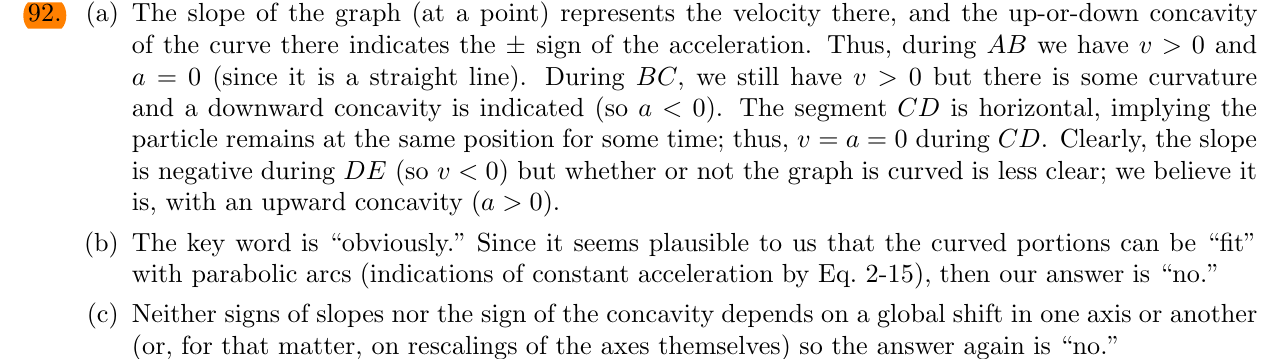 92. (a) The slope of the graph (at a point) represents the velocity there, and the up-or-down concavity
of the curve there indicates the ± sign of the acceleration. Thus, during AB we have v > 0 and
a = 0 (since it is a straight line). During BC, we still have v > 0 but there is some curvature
and a downward concavity is indicated (so a < 0). The segment CD is horizontal, implying the
particle remains at the same position for some time; thus, v = a = 0 during CD. Clearly, the slope
is negative during DE (so v < 0) but whether or not the graph is curved is less clear; we believe it
is, with an upward concavity (a > 0).
(b) The key word is “obviously.” Since it seems plausible to us that the curved portions can be “fit”
with parabolic arcs (indications of constant acceleration by Eq. 2-15), then our answer is “no.”
(c) Neither signs of slopes nor the sign of the concavity depends on a global shift in one axis or another
(or, for that matter, on rescalings of the axes themselves) so the answer again is “no.”